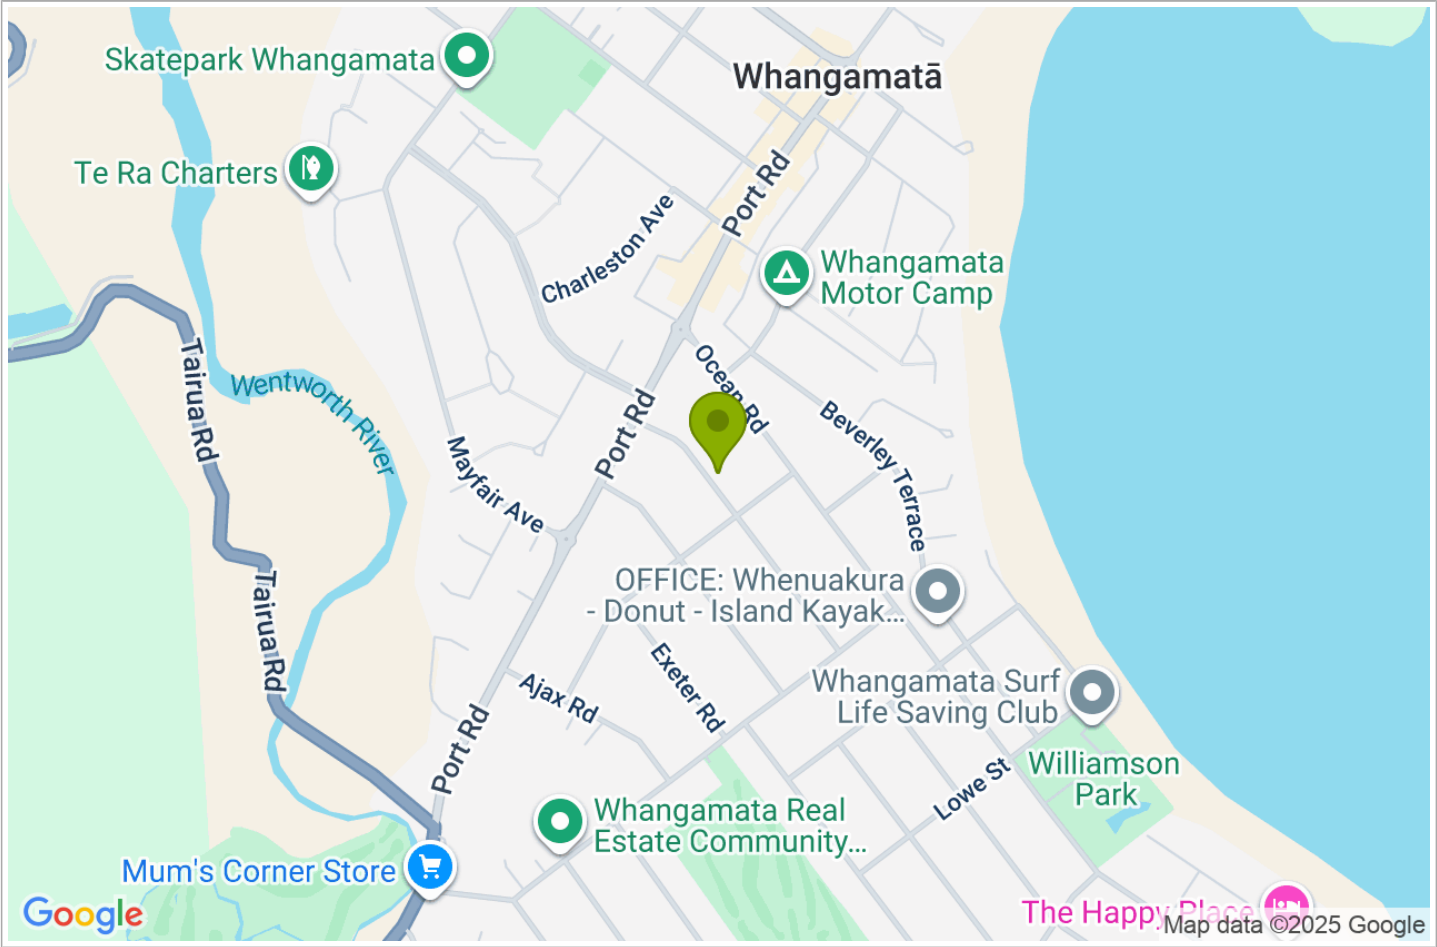 Skatepark Whangamata
Whangamatā
Te Ra Charters
Port Rd
Charleston Ave
Whangamata
Motor Camp
Tairua Rd
Wentworth River
Ocean Rd
Port Rd
Beverley Terrace
Mayfair Ave
OFFICE: Whenuakura
- Donut - Island Kayak...
Tairua Rd
Exeter Rd
Ajax Rd
Whangamata Surf
Life Saving Club
Port Rd
Williamson
Park
Lowe St
Whangamata Real
Estate Community...
Mum's Corner Store
The Happy Place
Google
Map data ©2025 Google